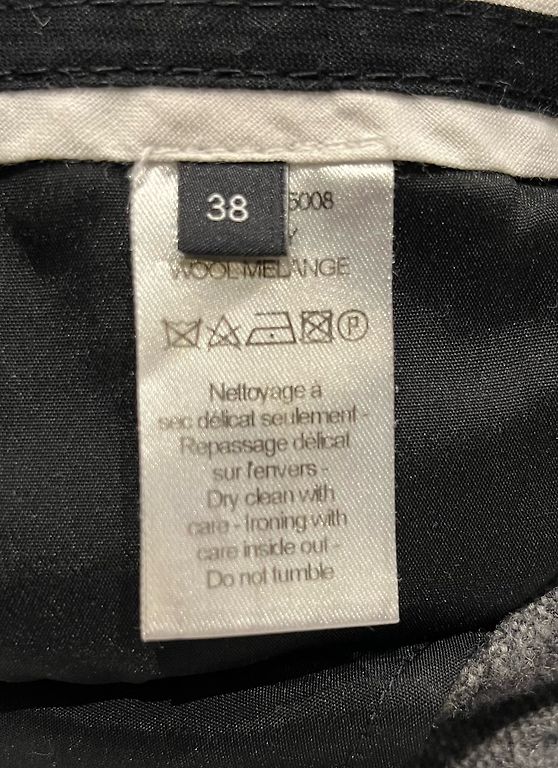 38
5008
WOOL MELANGE
P
Nettoyage à
sec délicat seulement -
Repassage délicat
sur l'envers -
Dry clean with
care - Ironing with
care inside out -
Do not tumble